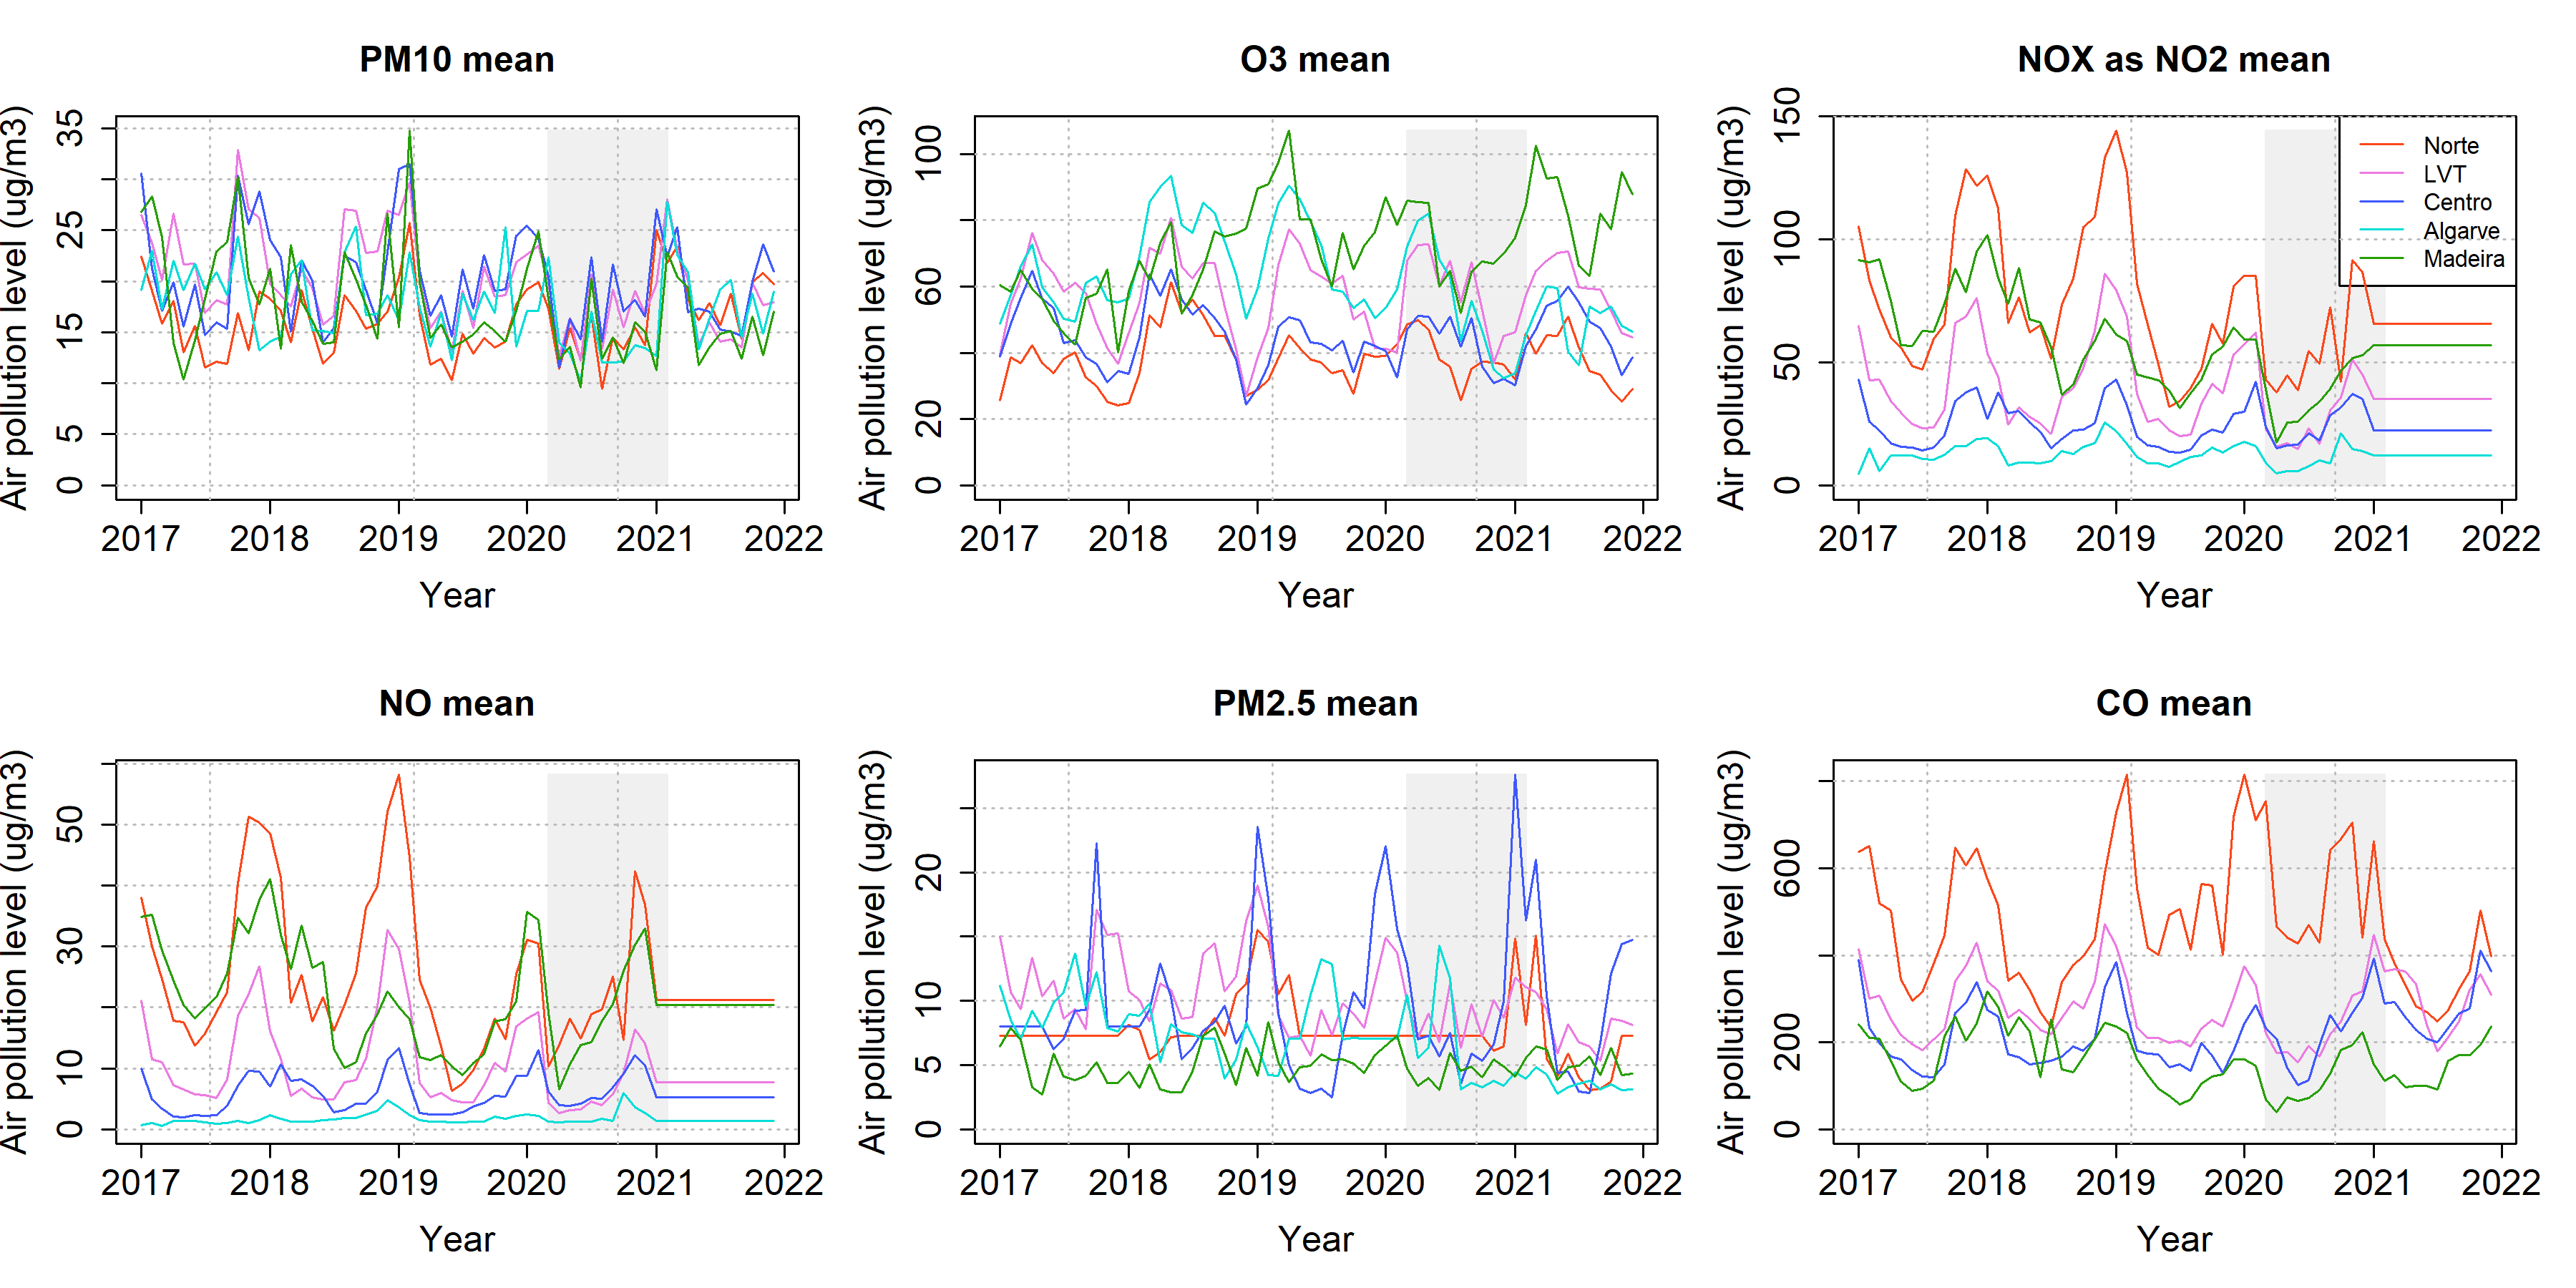 PM10 mean
Air pollution level (ug/m3)
35
25
15
5
0
2017 2018 2019 2020 2021 2022
Year
O3 mean
Air pollution level (ug/m3)
100
60
20
0
2017 2018 2019 2020 2021 2022
Year
NOX as NO2 mean
Air pollution level (ug/m3)
150
100
50
0
Norte
LVT
Centro
Algarve
Madeira
2017 2018 2019 2020 2021 2022
Year
NO mean
Air pollution level (ug/m3)
50
30
10
0
2017 2018 2019 2020 2021 2022
Year
PM2.5 mean
Air pollution level (ug/m3)
20
10
5
0
2017 2018 2019 2020 2021 2022
Year
CO mean
Air pollution level (ug/m3)
600
200
0
2017 2018 2019 2020 2021 2022
Year